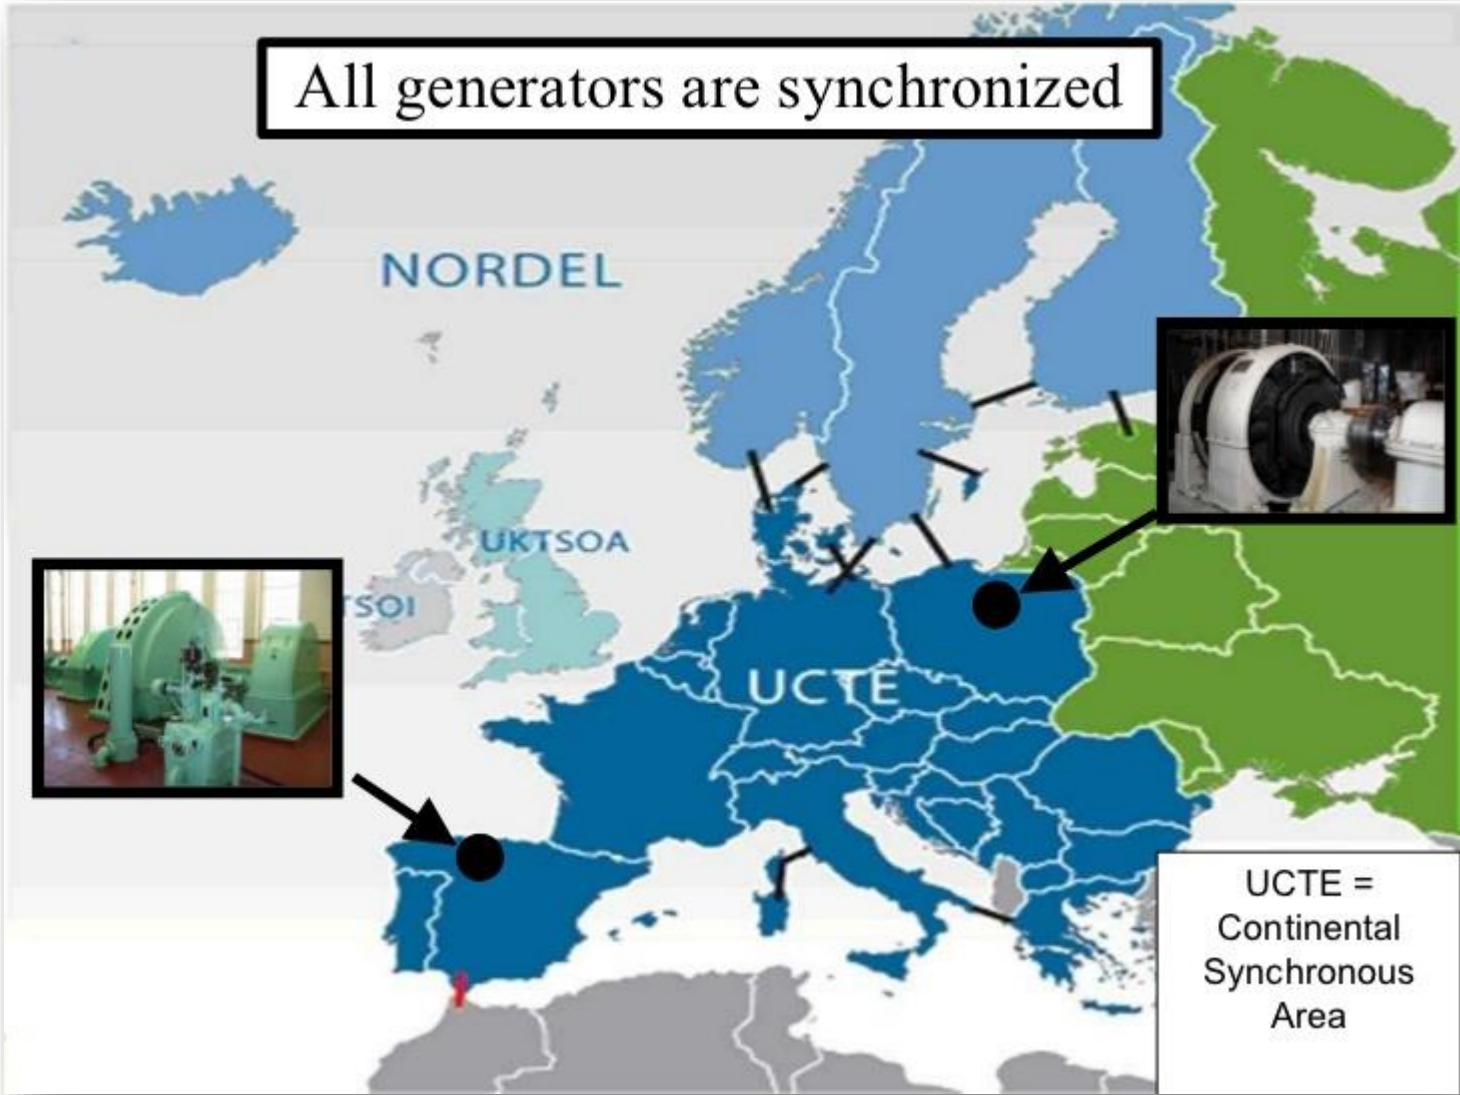 All generators are synchronized
NORDEL
UKTSOA
TSOI
UCTE
UCTE =
Continental
Synchronous
Area